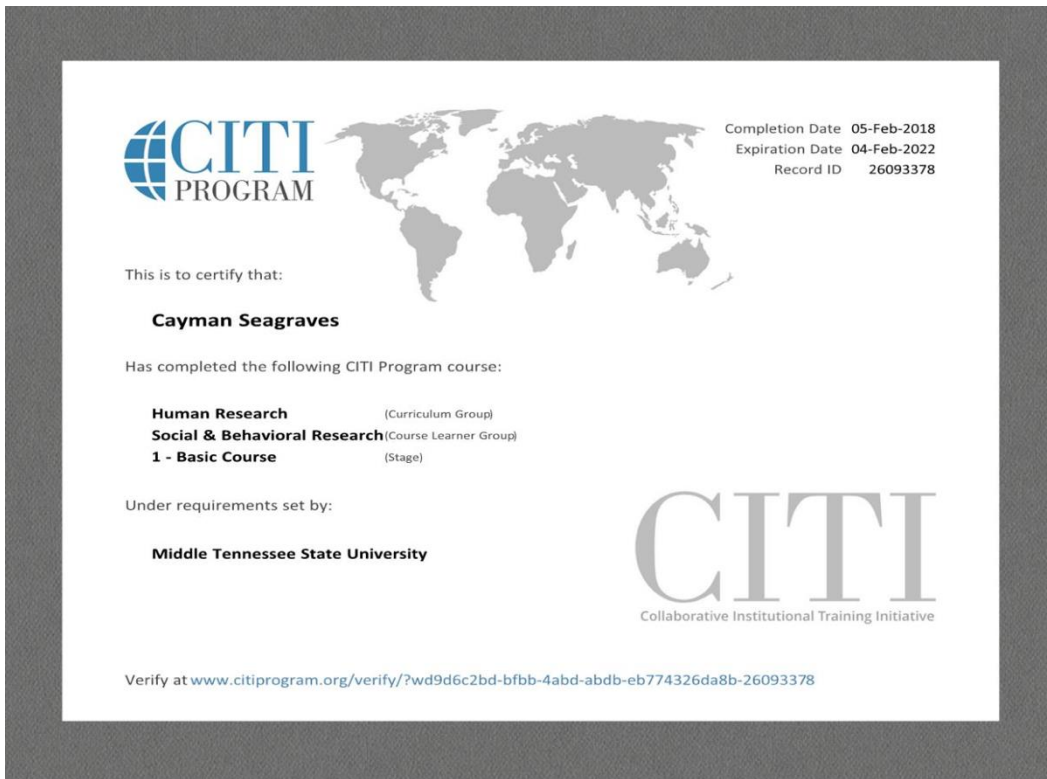 CITI
PROGRAM
Completion Date 05-Feb-2018
Expiration Date 04-Feb-2022
Record ID 26093378
This is to certify that:
Cayman Seagraves
Has completed the following CITI Program course:
Human Research (Curriculum Group)
Social & Behavioral Research (Course Learner Group)
1 - Basic Course (Stage)
Under requirements set by:
Middle Tennessee State University
CITI
Collaborative Institutional Training Initiative
Verify at www.citiprogram.org/verify/?wd9d6c2bd-bfbb-4abd-abdb-eb774326da8b-26093378